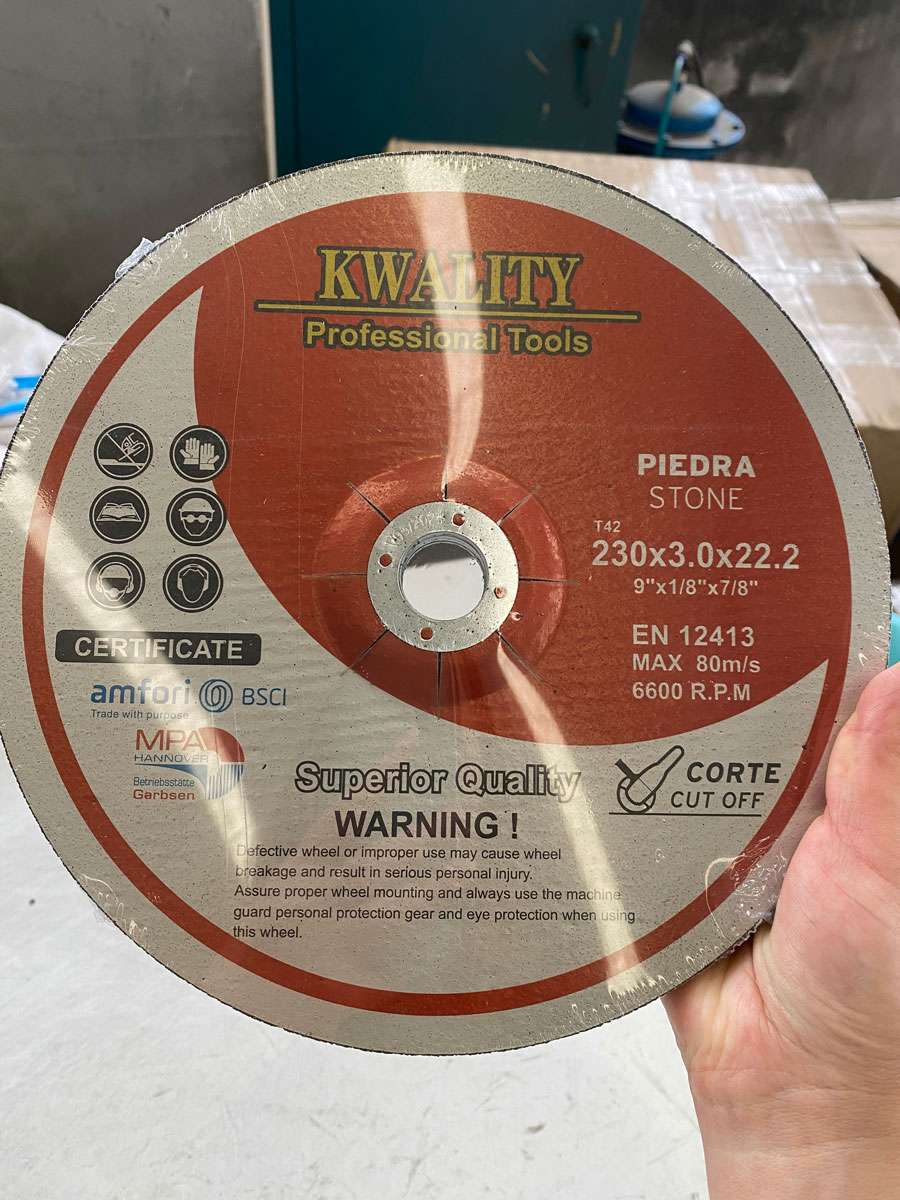 KWALITY
Professional Tools
PIEDRA
STONE
T42
230x3.0x22.2
9"x1/8"x7/8"
EN 12413
MAX 80m/s
6600 R.P.M
CERTIFICATE
amfori BSCI
Trade with purpose
MPA
HANNOVER
Betriebsstätte
Garbsen
Superior Quality
CORTE
CUT OFF
WARNING !
Defective wheel or improper use may cause wheel
breakage and result in serious personal injury.
Assure proper wheel mounting and always use the machine
guard personal protection gear and eye protection when using
this wheel.